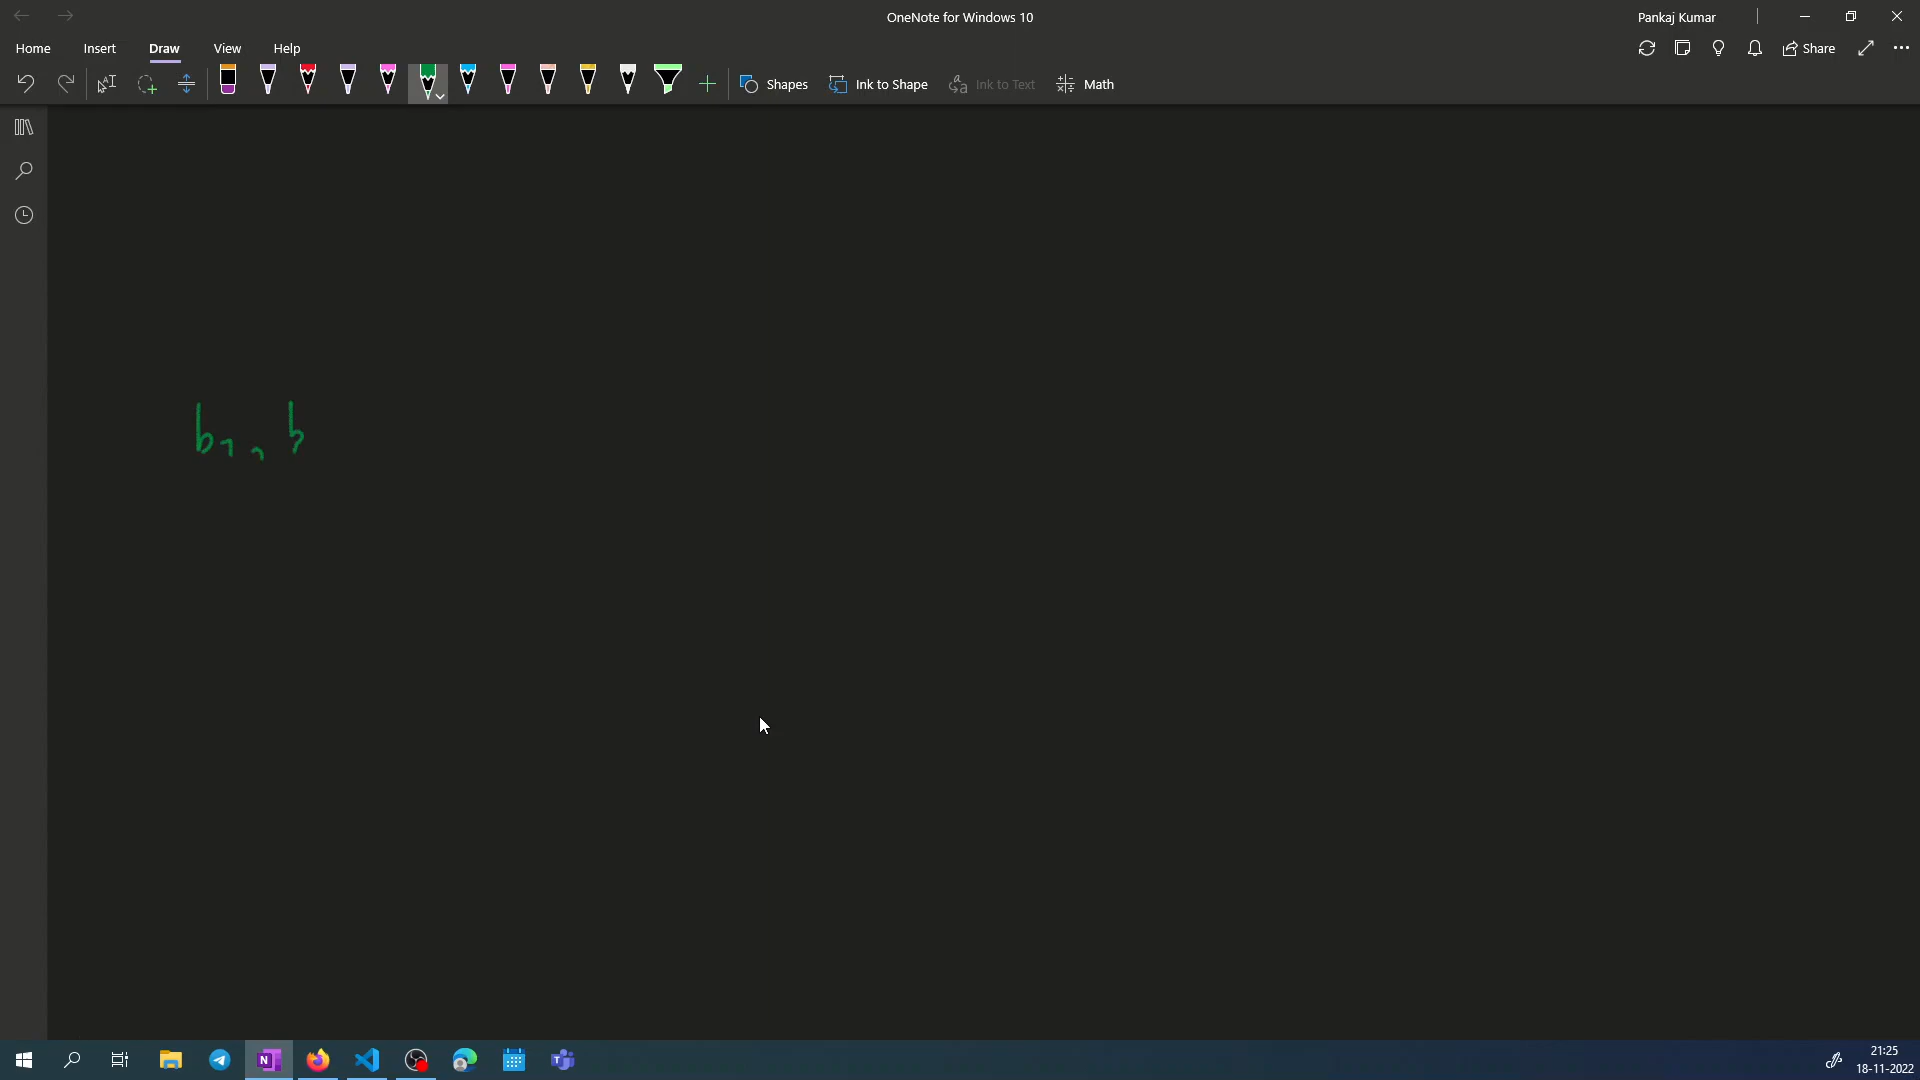 OneNote for Windows 10
Pankaj Kumar
Home Insert Draw View Help
Share
Shapes Ink to Shape Ink to Text Math
b₁, b
21:25
18-11-2022